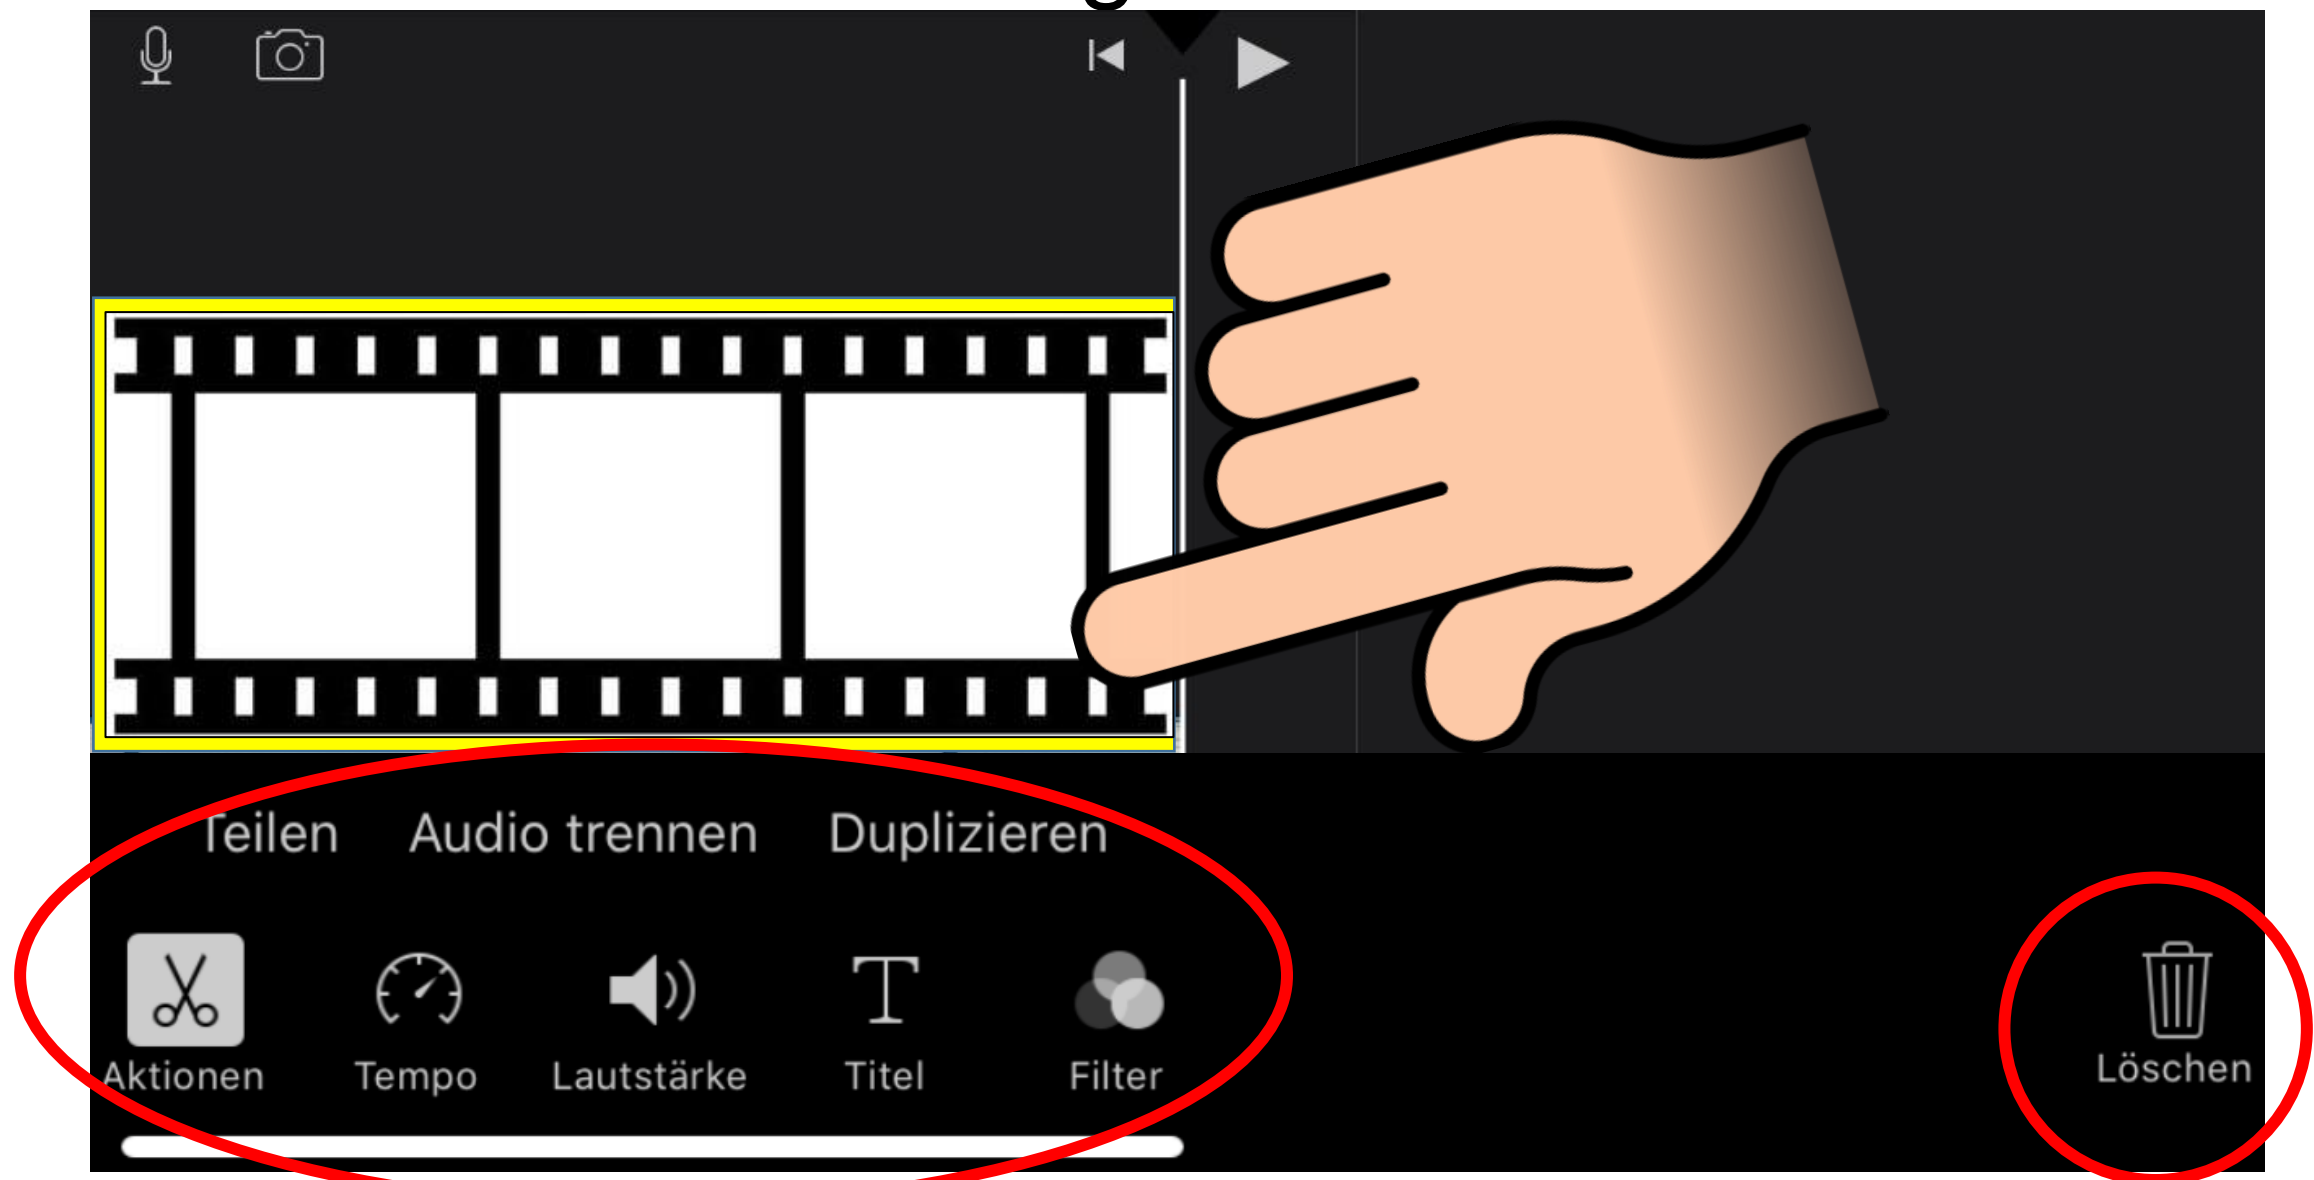 Teilen Audio trennen Duplizieren
Aktionen Tempo Lautstärke Titel Filter Löschen